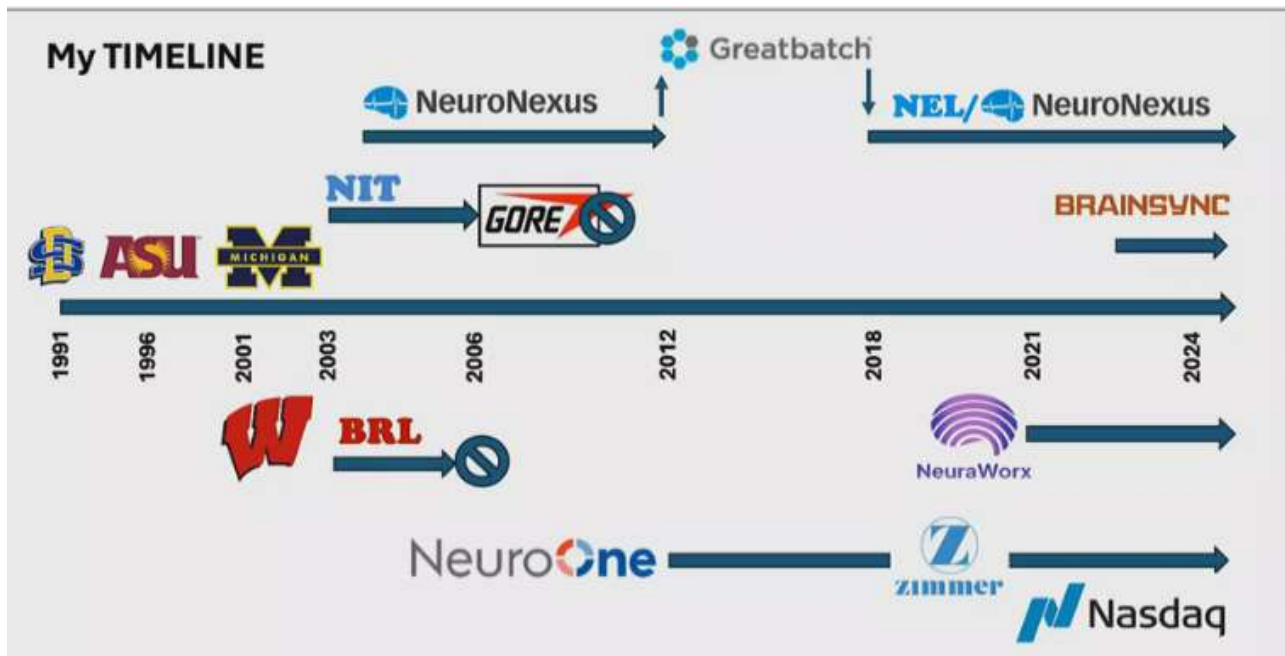 My TIMELINE
Greatbatch
NeuroNexus
NEL/ NeuroNexus
NIT
GORE
BRAINSYNC
SD
ASU
M
MICHIGAN
1991
1996
2001
2003
2006
2012
2018
2021
2024
W
BRL
NeuraWorx
NeuroOne
Z
zimmer
Nasdaq